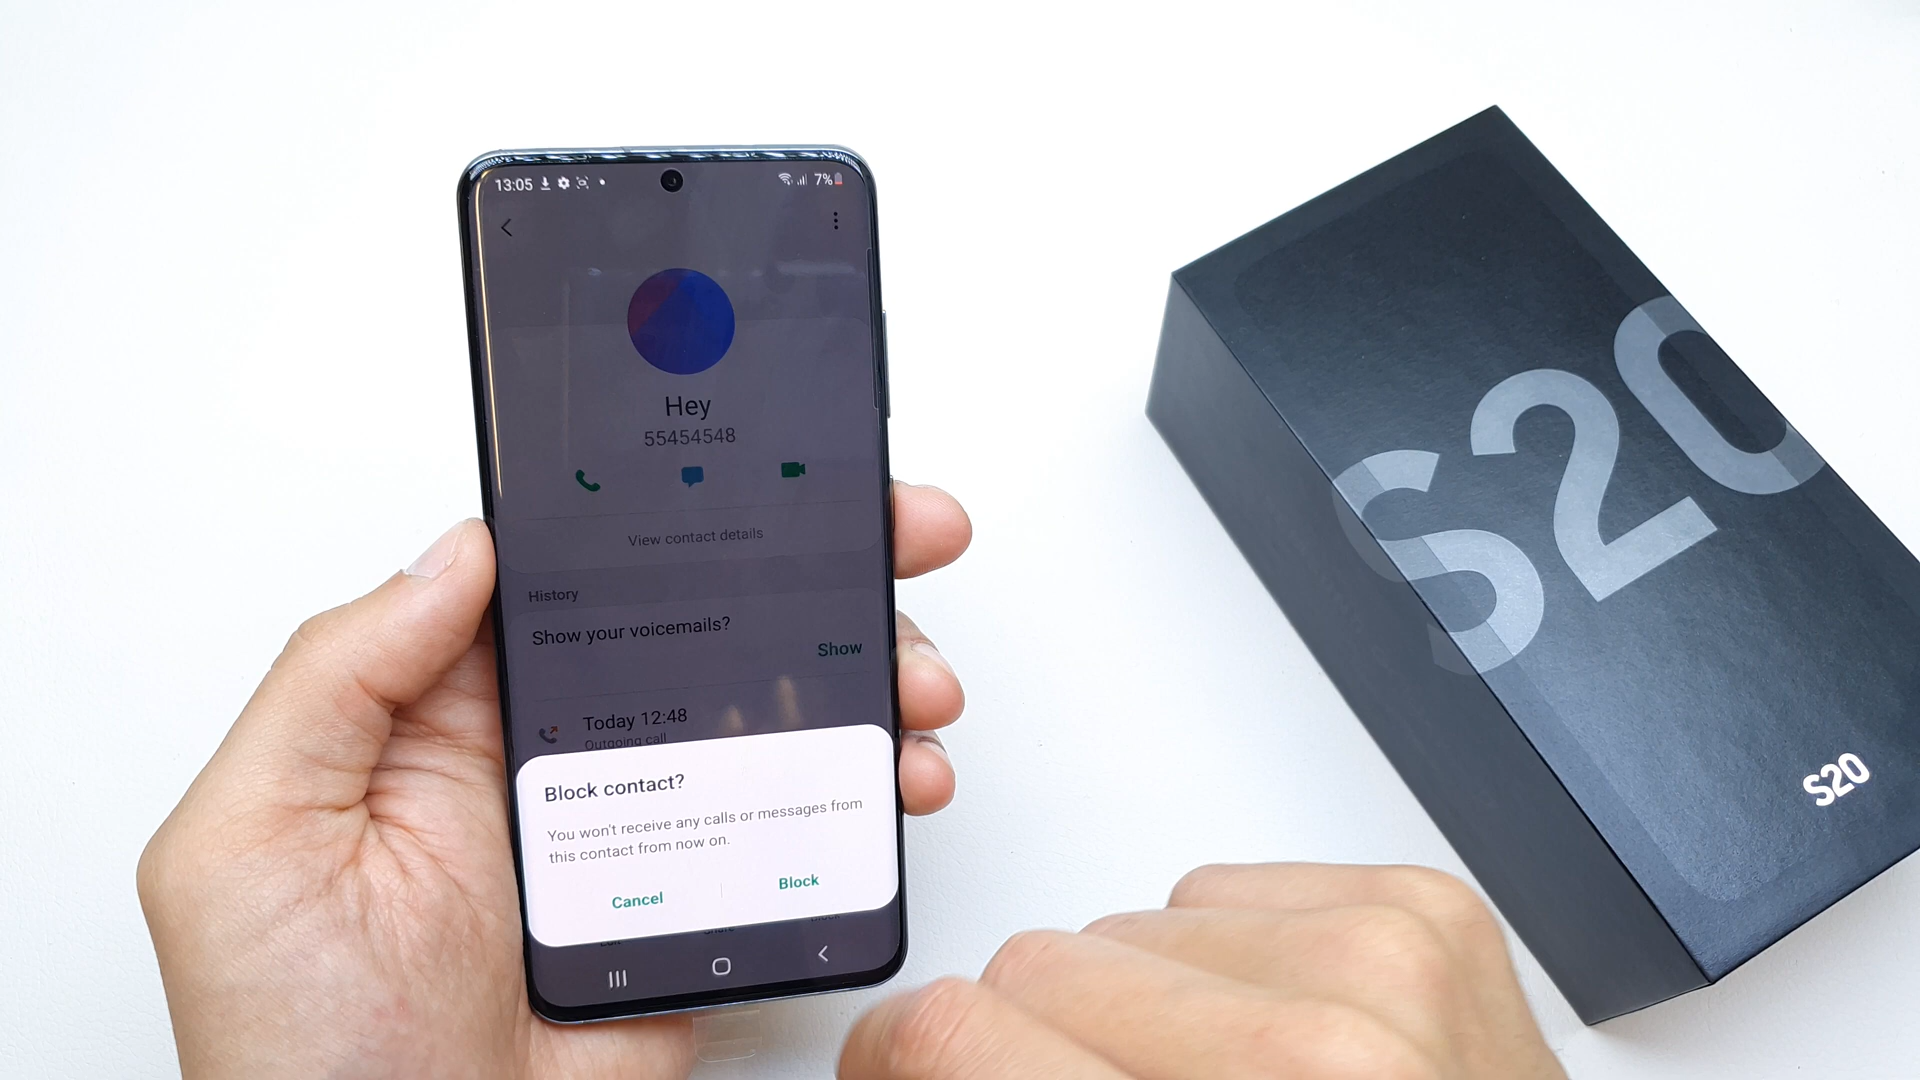 13:05
7%
Hey
55454548
View contact details
History
Show your voicemails?
Show
Today 12:48
Outgoing call
Block contact?
You won't receive any calls or messages from
this contact from now on.
Cancel
Block
S20
S20